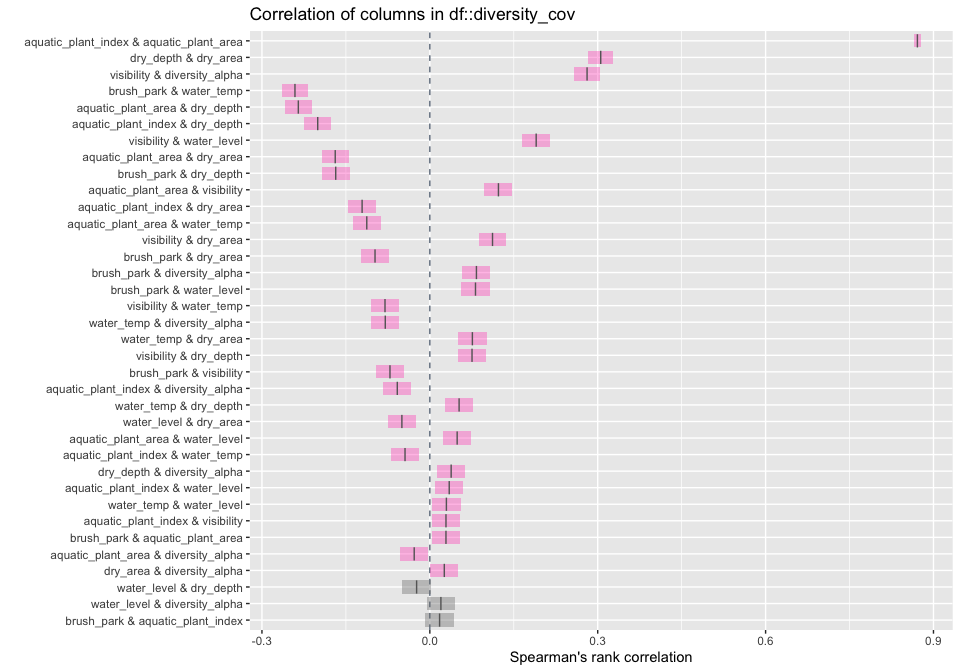 Correlation of columns in df::diversity_cov
aquatic_plant_index & aquatic_plant_area
dry_depth & dry_area
visibility & diversity_alpha
brush_park & water_temp
aquatic_plant_area & dry_depth
aquatic_plant_index & dry_depth
visibility & water_level
aquatic_plant_area & dry_area
brush_park & dry_depth
aquatic_plant_area & visibility
aquatic_plant_index & dry_area
aquatic_plant_area & water_temp
visibility & dry_area
brush_park & dry_area
brush_park & diversity_alpha
brush_park & water_level
visibility & water_temp
water_temp & diversity_alpha
water_temp & dry_area
visibility & dry_depth
brush_park & visibility
aquatic_plant_index & diversity_alpha
water_temp & dry_depth
water_level & dry_area
aquatic_plant_area & water_level
aquatic_plant_index & water_temp
dry_depth & diversity_alpha
aquatic_plant_index & water_level
water_temp & water_level
aquatic_plant_index & visibility
brush_park & aquatic_plant_area
aquatic_plant_area & diversity_alpha
dry_area & diversity_alpha
water_level & dry_depth
water_level & diversity_alpha
brush_park & aquatic_plant_index
-0.3 0.0 0.3 0.6 0.9
Spearman's rank correlation